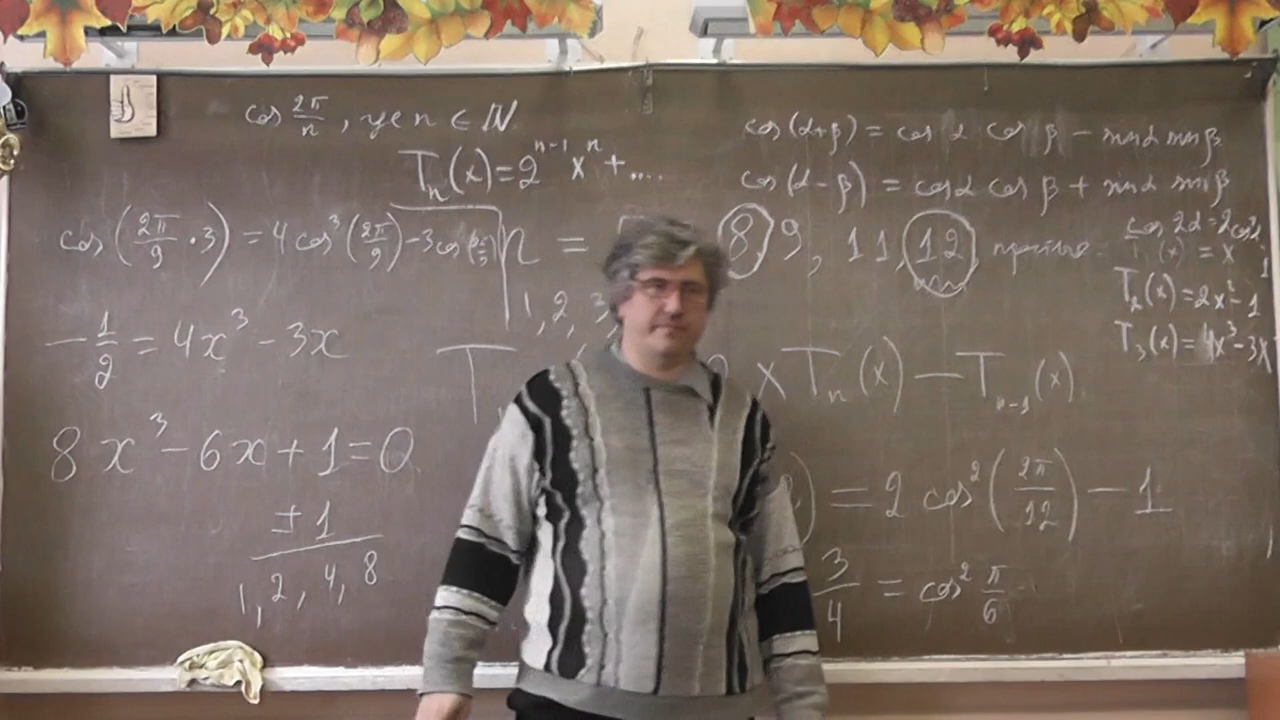 cos 2π/n, где n ∈ ℕ
Tₙ(x) = 2ⁿ⁻¹ xⁿ + ....
cos(2π/9 · 3) = 4 cos³(2π/9) − 3 cos
−1/2 = 4x³ − 3x
8x³ − 6x + 1 = 0
±1
1, 2, 4, 8
n = 8 9, 11, 12
1, 2, 3
x Tₙ(x) − Tₙ₋₁(x)
= 2 cos²(2π/12) − 1
3/4 = cos² π/6
cos(α+β) = cos α cos β − sin α sin β
cos(α−β) = cos α cos β + sin α sin β
cos 2α = 2cos²α
(x) = x
T₂(x) = 2x² − 1
T₃(x) = 4x³ − 3x